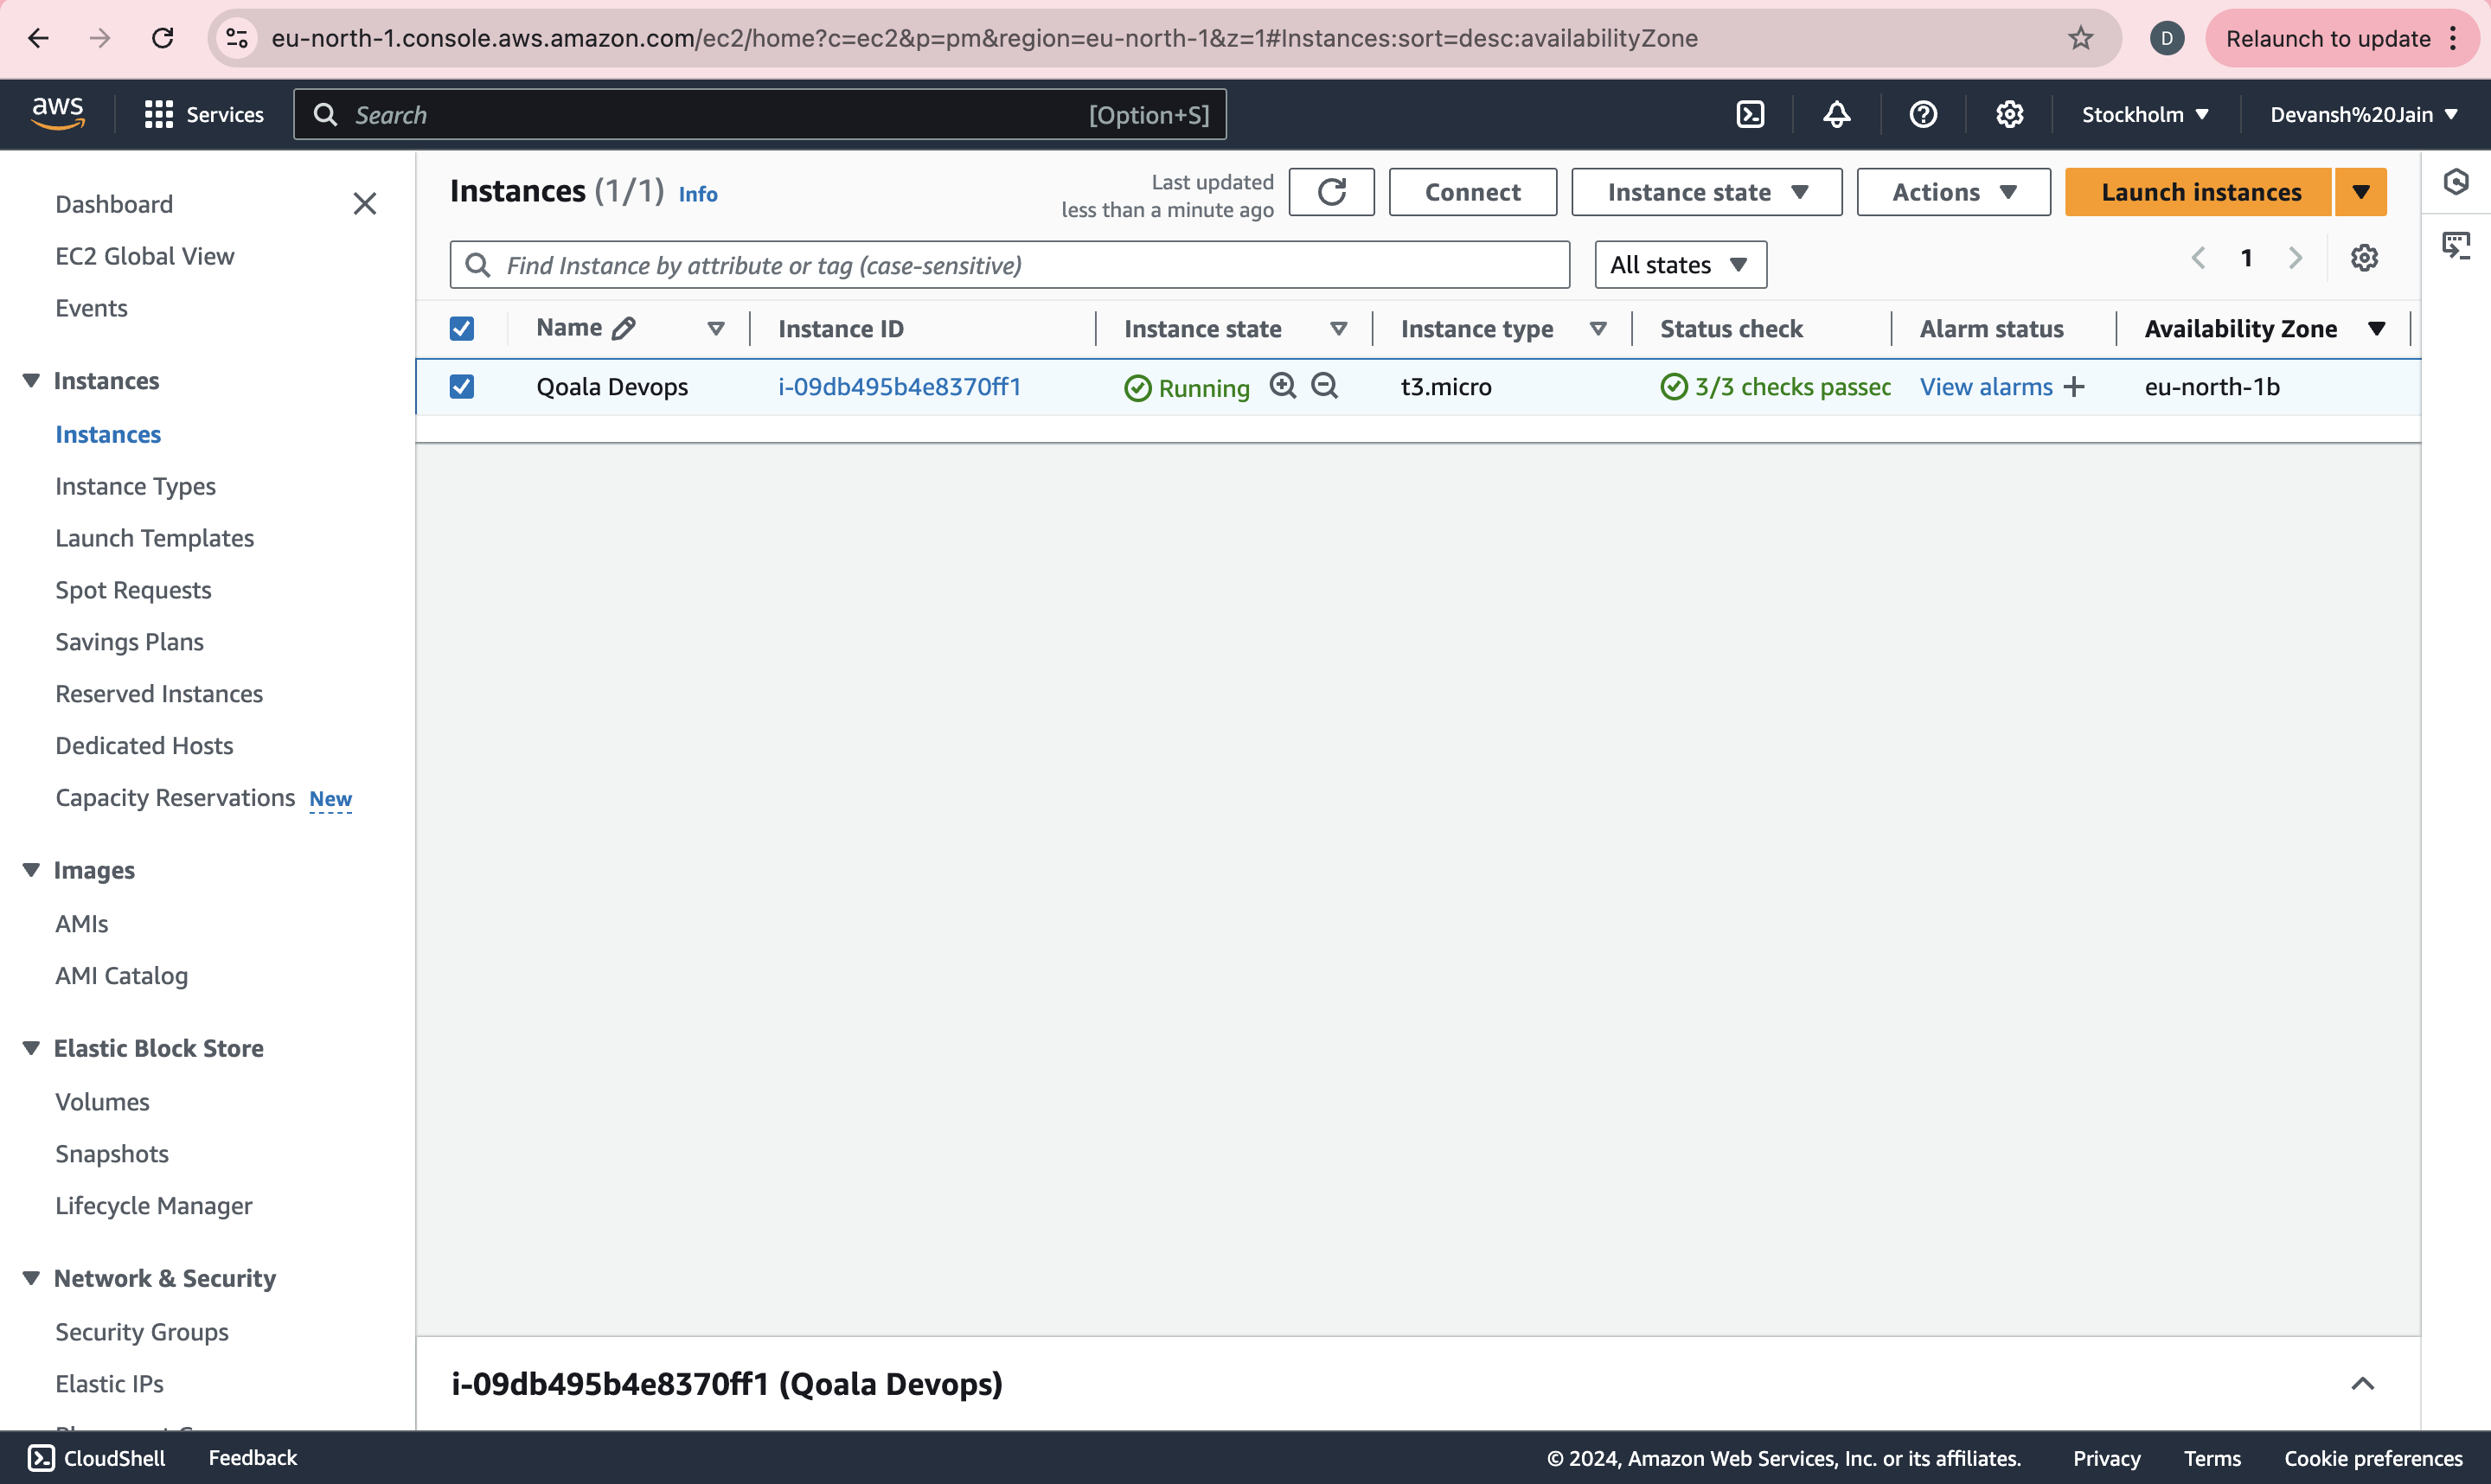 eu-north-1.console.aws.amazon.com/ec2/home?c=ec2&p=pm&region=eu-north-1&z=1#Instances:sort=desc:availabilityZone
D
Relaunch to update
aws
Services
Search
[Option+S]
Stockholm
Devansh%20Jain
Dashboard
EC2 Global View
Events
Instances
Instances
Instance Types
Launch Templates
Spot Requests
Savings Plans
Reserved Instances
Dedicated Hosts
Capacity Reservations New
Images
AMIs
AMI Catalog
Elastic Block Store
Volumes
Snapshots
Lifecycle Manager
Network & Security
Security Groups
Elastic IPs
Instances (1/1) Info
Last updated
less than a minute ago
Connect
Instance state
Actions
Launch instances
Find Instance by attribute or tag (case-sensitive)
All states
1
Name
Instance ID
Instance state
Instance type
Status check
Alarm status
Availability Zone
Qoala Devops
i-09db495b4e8370ff1
Running
t3.micro
3/3 checks passec
View alarms +
eu-north-1b
i-09db495b4e8370ff1 (Qoala Devops)
CloudShell
Feedback
© 2024, Amazon Web Services, Inc. or its affiliates.
Privacy
Terms
Cookie preferences